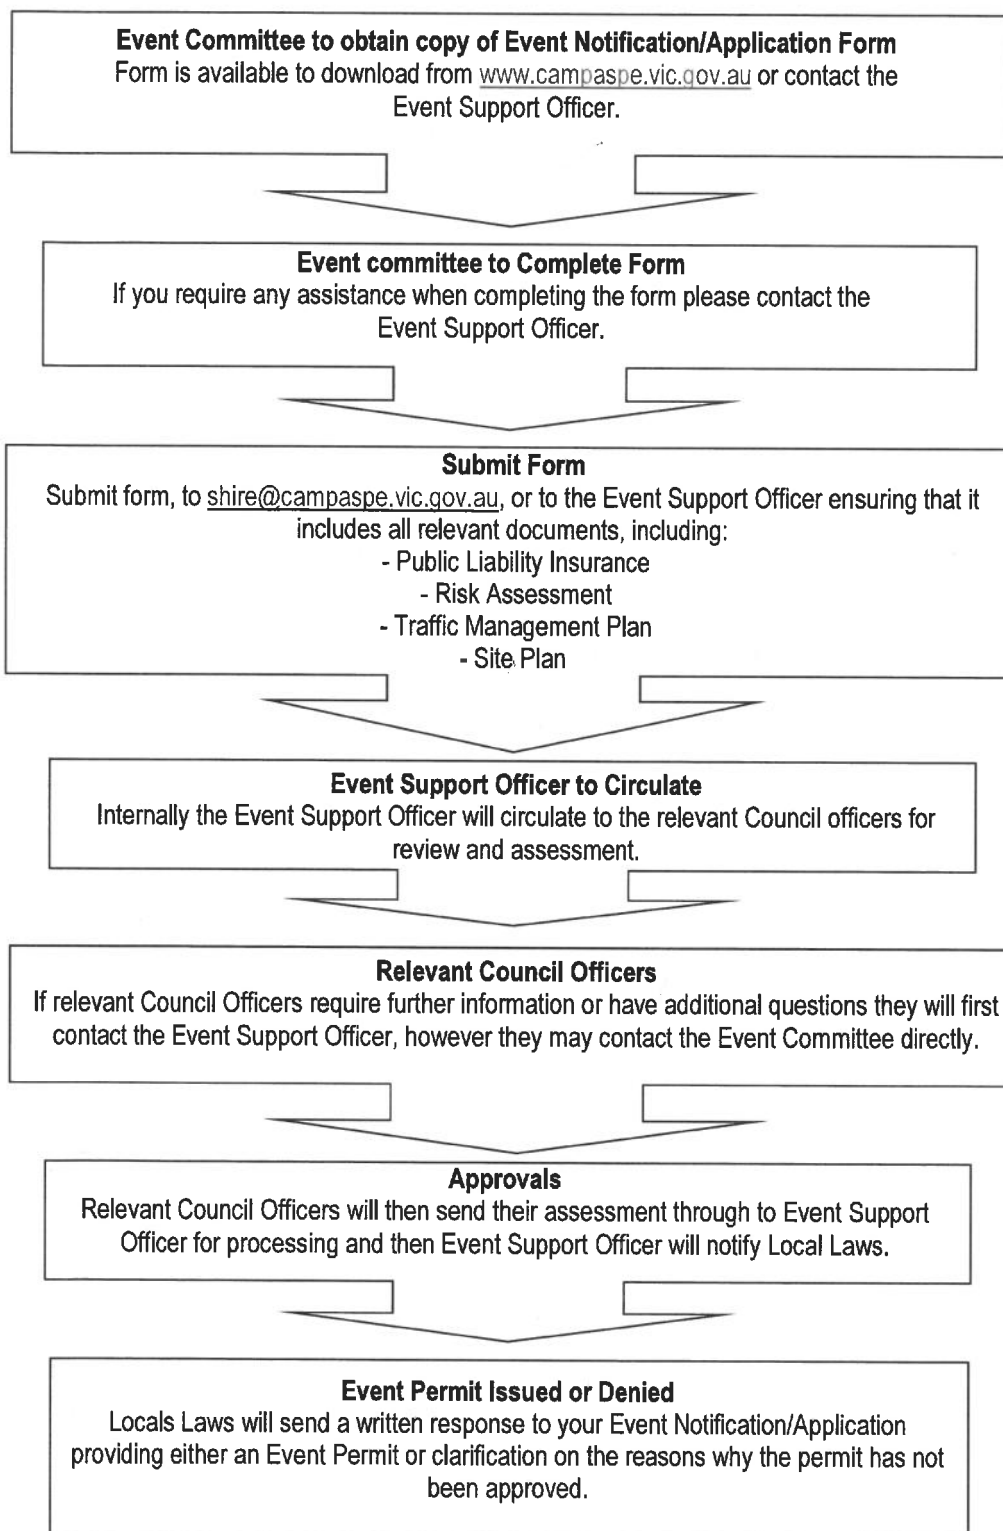 Event Committee to obtain copy of Event Notification/Application Form
Form is available to download from www.campaspe.vic.gov.au or contact the
Event Support Officer.
Event committee to Complete Form
If you require any assistance when completing the form please contact the
Event Support Officer.
Submit Form
Submit form, to shire@campaspe.vic.gov.au, or to the Event Support Officer ensuring that it
includes all relevant documents, including:
- Public Liability Insurance
- Risk Assessment
- Traffic Management Plan
- Site Plan
Event Support Officer to Circulate
Internally the Event Support Officer will circulate to the relevant Council officers for
review and assessment.
Relevant Council Officers
If relevant Council Officers require further information or have additional questions they will first
contact the Event Support Officer, however they may contact the Event Committee directly.
Approvals
Relevant Council Officers will then send their assessment through to Event Support
Officer for processing and then Event Support Officer will notify Local Laws.
Event Permit Issued or Denied
Locals Laws will send a written response to your Event Notification/Application
providing either an Event Permit or clarification on the reasons why the permit has not
been approved.